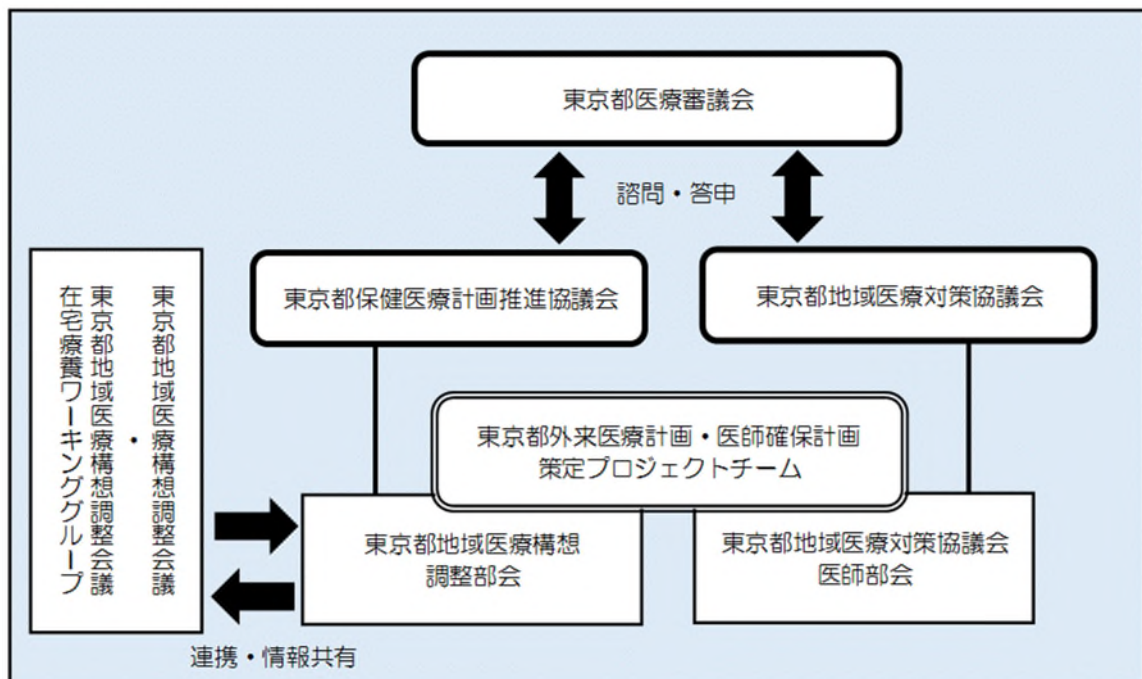 東京都医療審議会
諮問・答申
東京都保健医療計画推進協議会
東京都地域医療対策協議会
東京都地域医療構想調整会議
・
東京都地域医療構想調整会議
在宅療養ワーキンググループ
東京都外来医療計画・医師確保計画
策定プロジェクトチーム
東京都地域医療構想
調整部会
東京都地域医療対策協議会
医師部会
連携・情報共有